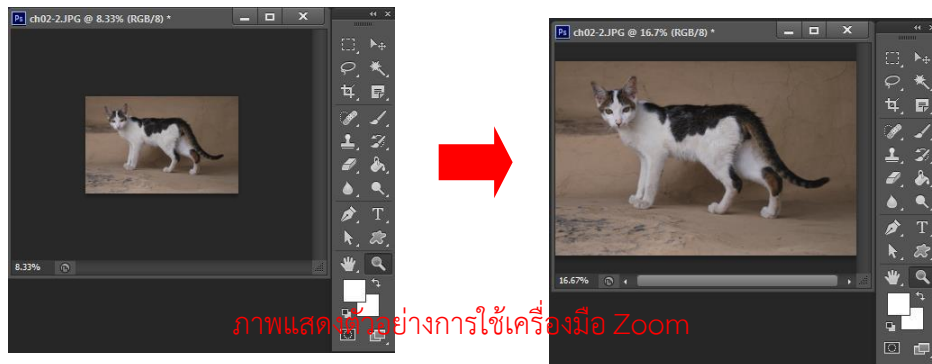 Ps ch02-2.JPG @ 8.33% (RGB/8) *
8.33%
Ps ch02-2.JPG @ 16.7% (RGB/8) *
16.67%
ภาพแสดงตัวอย่างการใช้เครื่องมือ Zoom